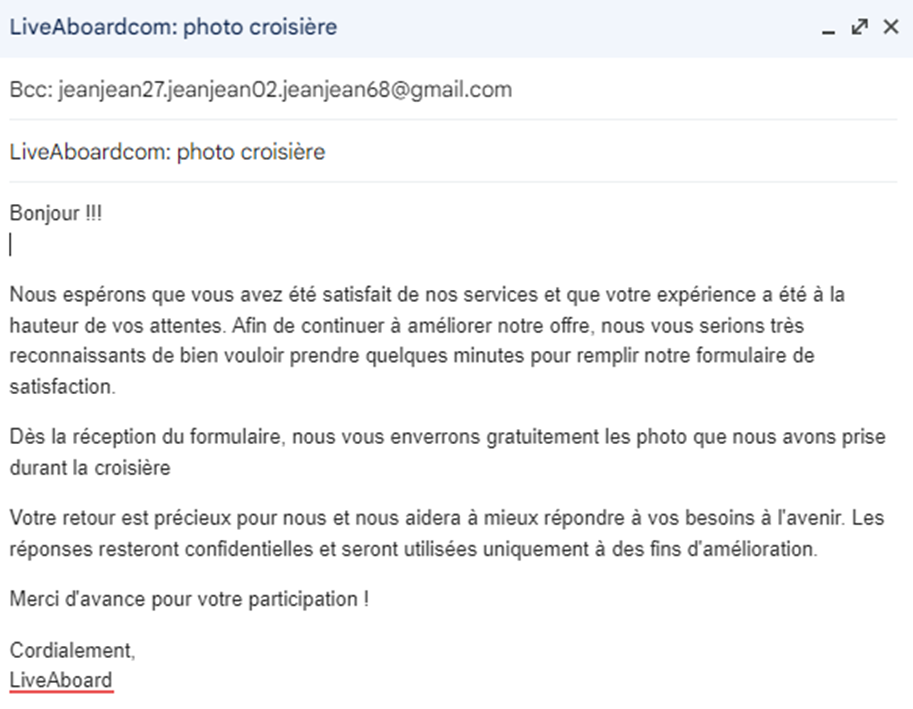 LiveAboardcom: photo croisière
Bcc: jeanjean27.jeanjean02.jeanjean68@gmail.com
LiveAboardcom: photo croisière
Bonjour !!!
Nous espérons que vous avez été satisfait de nos services et que votre expérience a été à la
hauteur de vos attentes. Afin de continuer à améliorer notre offre, nous vous serions très
reconnaissants de bien vouloir prendre quelques minutes pour remplir notre formulaire de
satisfaction.
Dès la réception du formulaire, nous vous enverrons gratuitement les photo que nous avons prise
durant la croisière
Votre retour est précieux pour nous et nous aidera à mieux répondre à vos besoins à l'avenir. Les
réponses resteront confidentielles et seront utilisées uniquement à des fins d'amélioration.
Merci d'avance pour votre participation !
Cordialement,
LiveAboard